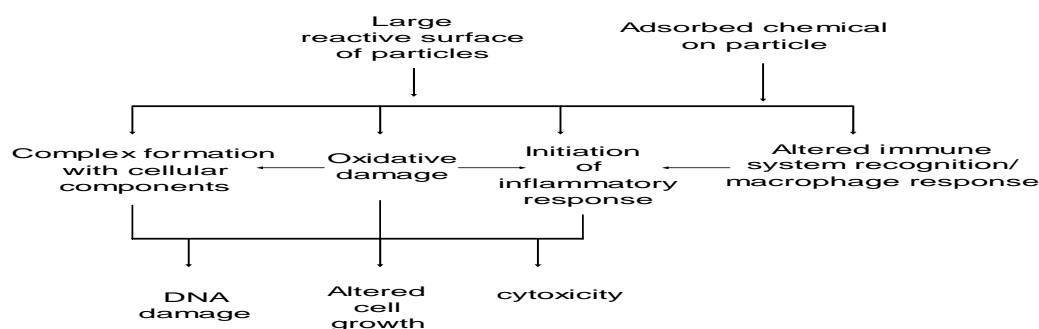 Large
reactive surface
of particles
Adsorbed chemical
on particle
Complex formation
with cellular
components
Oxidative
damage
Initiation
of
inflammatory
response
Altered immune
system recognition/
macrophage response
DNA
damage
Altered
cell
growth
cytoxicity